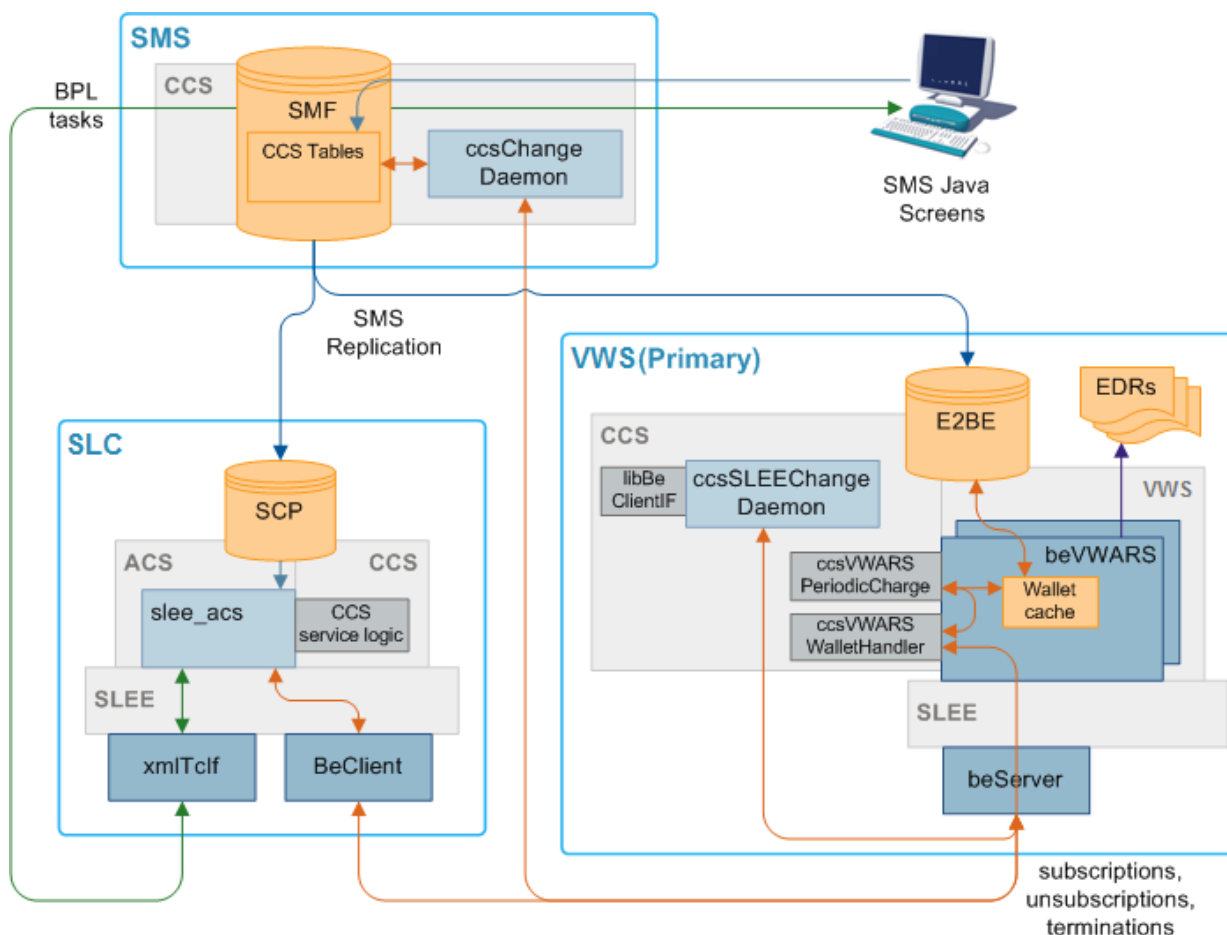 SMS
BPL
tasks
CCS
SMF
CCS Tables
ccsChange
Daemon
SMS Java
Screens
SMS
Replication
VWS(Primary)
EDRs
E2BE
CCS
libBe
ClientIF
ccsSLEEChange
Daemon
VWS
beVWARS
ccsVWARS
PeriodicCharge
Wallet
cache
ccsVWARS
WalletHandler
SLEE
beServer
SLC
SCP
ACS
CCS
slee_acs
CCS
service logic
SLEE
xmlTcIf
BeClient
subscriptions,
unsubscriptions,
terminations